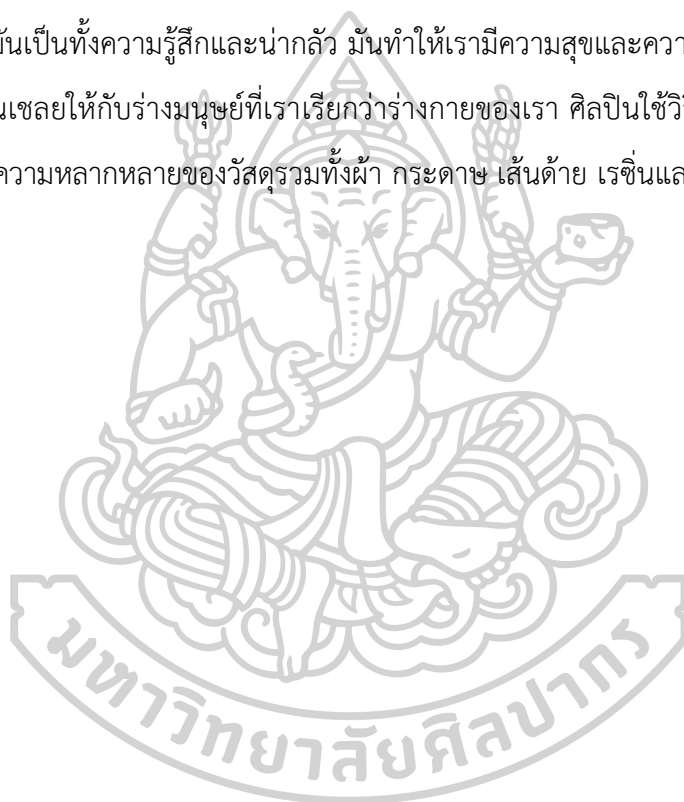 มันเป็นทั้งความรู้สึกและน่ากลัว มันทำให้เรามีความสุขและควา
นเชลยให้กับร่างมนุษย์ที่เราเรียกว่าร่างกายของเรา ศิลปินใช้วิ
ความหลากหลายของวัสดุรวมทั้งผ้า กระดาษ เส้นด้าย เรซิ่นและ
มหาวิทยาลัยศิลปากร